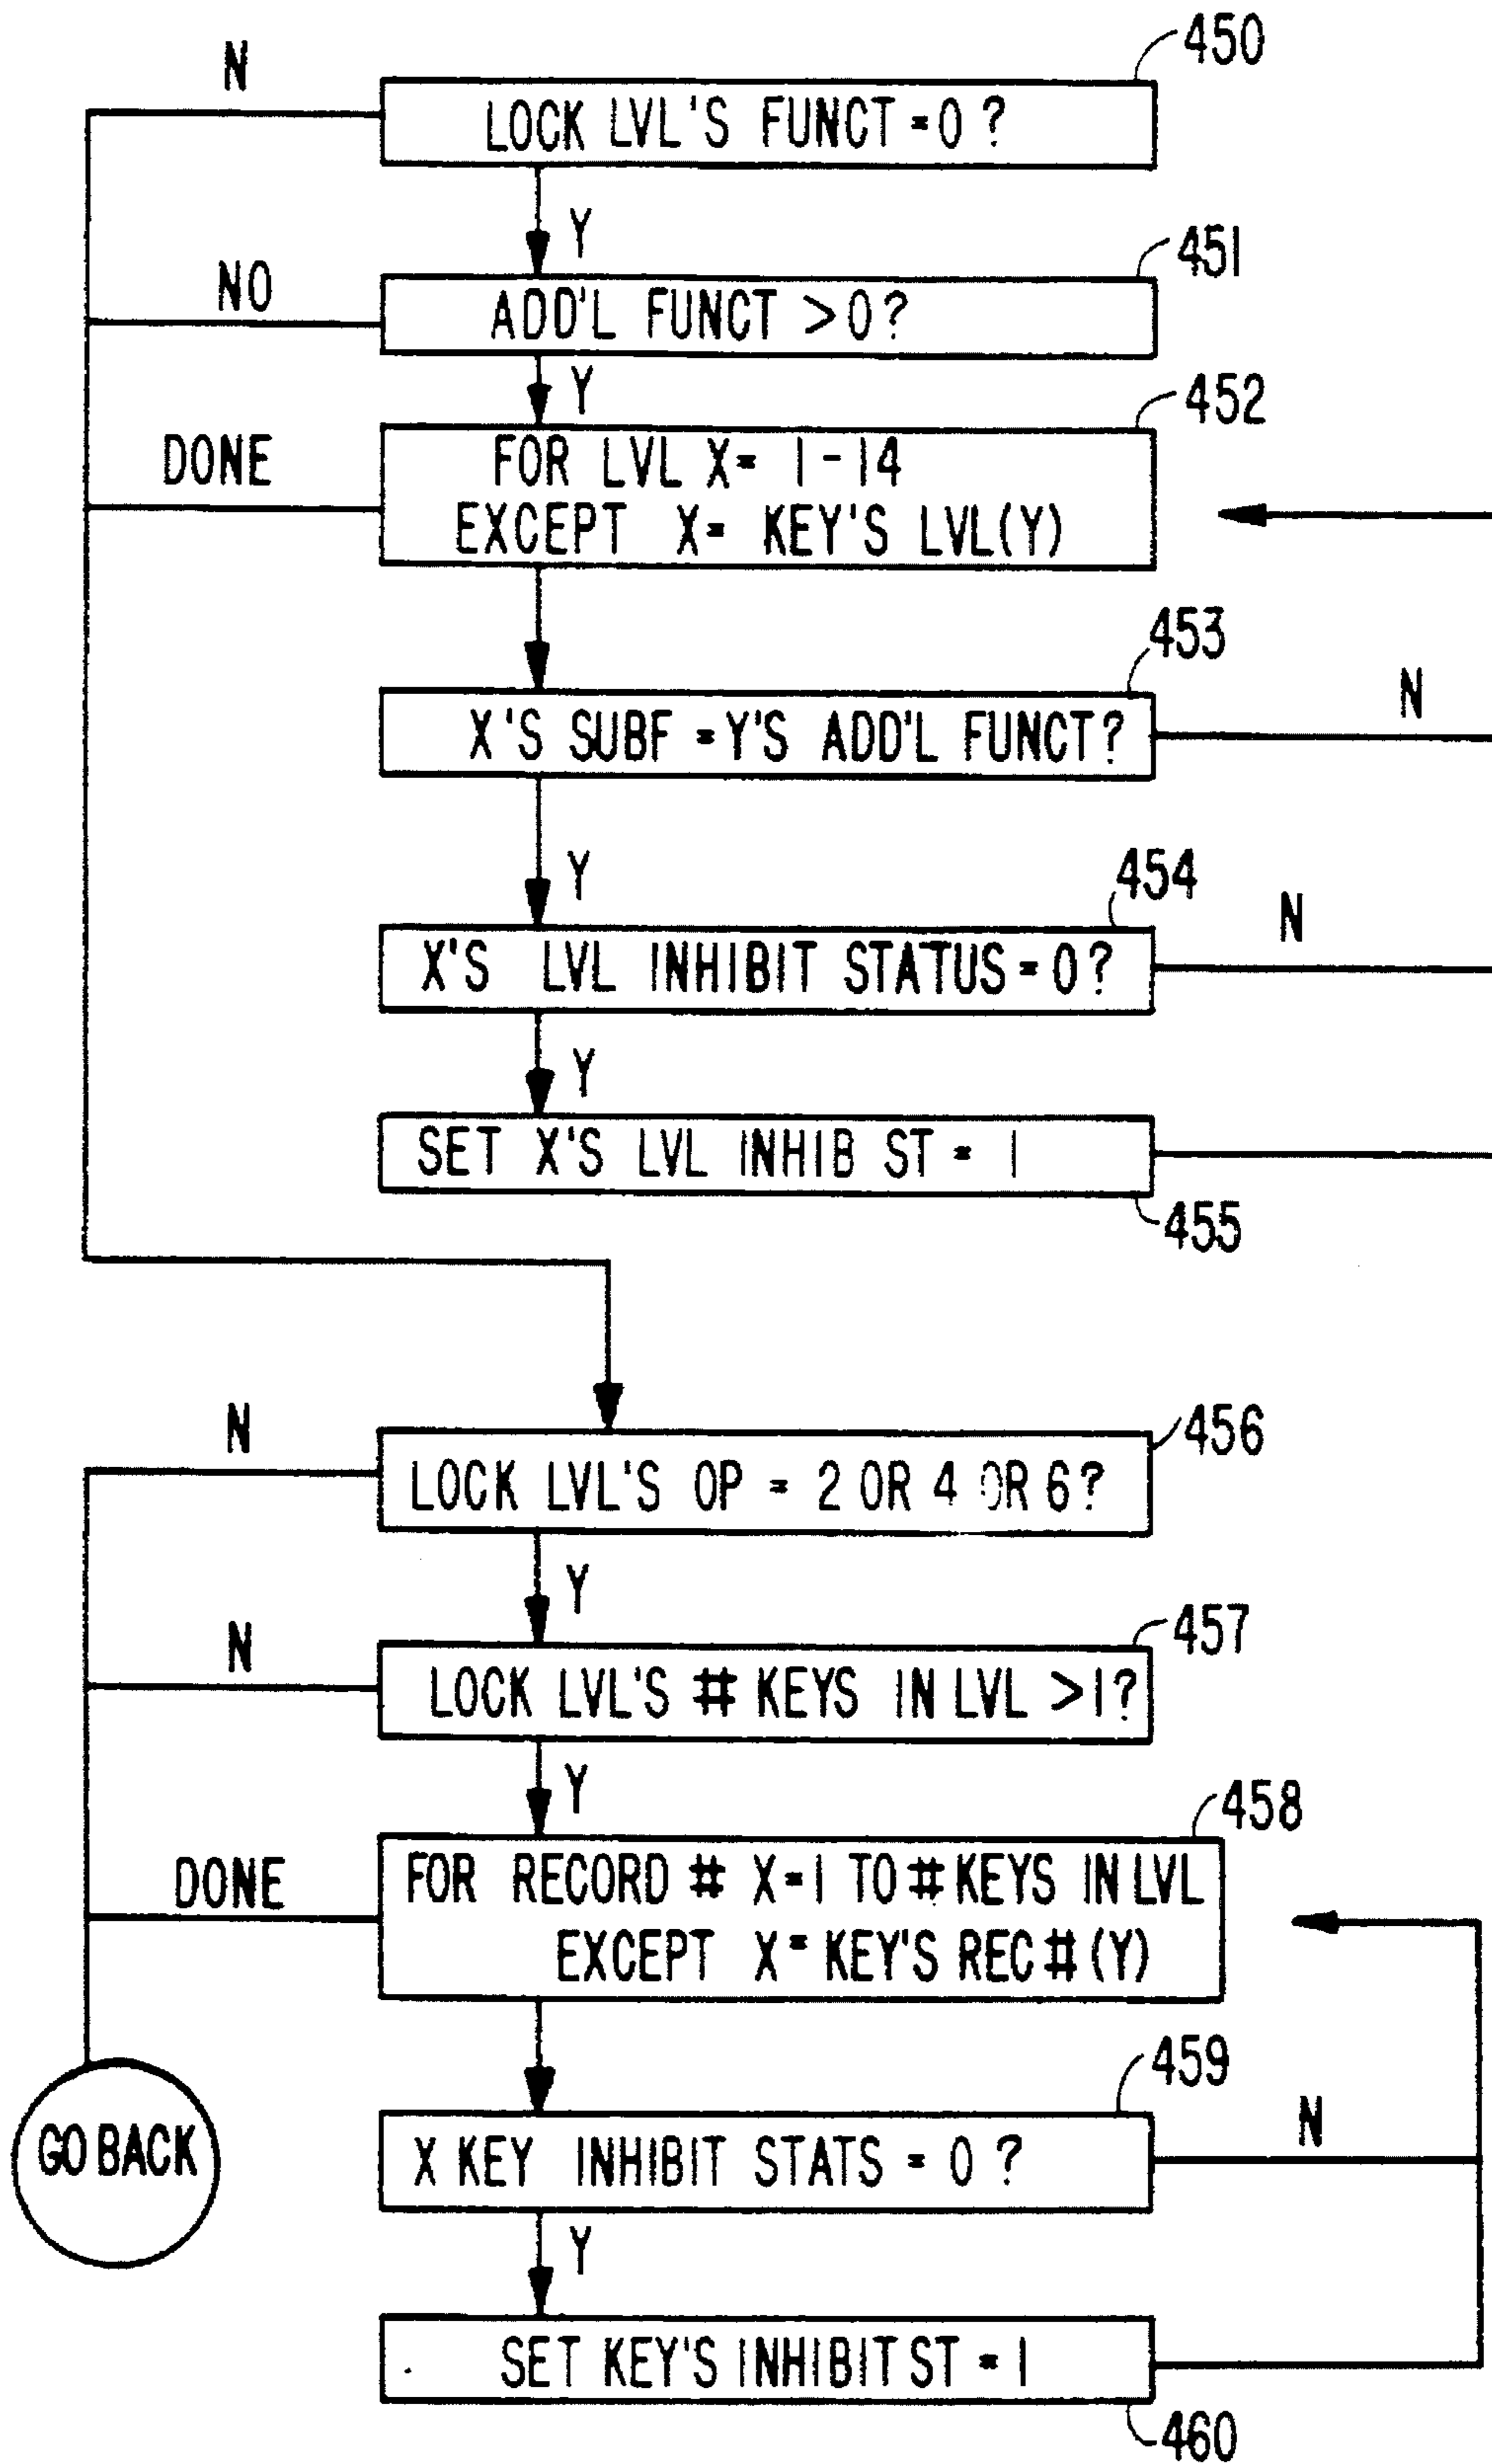 450
N
LOCK LVL'S FUNCT = 0 ?
Y
451
NO
ADD'L FUNCT > 0 ?
Y
452
DONE
FOR LVL X = 1 - 14
EXCEPT X = KEY'S LVL(Y)
453
N
X'S SUBF = Y'S ADD'L FUNCT?
Y
454
N
X'S LVL INHIBIT STATUS = 0 ?
Y
SET X'S LVL INHIB ST = 1
455
456
N
LOCK LVL'S OP = 2 OR 4 OR 6 ?
Y
457
N
LOCK LVL'S # KEYS IN LVL > 1?
Y
458
DONE
FOR RECORD # X = 1 TO # KEYS IN LVL
EXCEPT X = KEY'S REC # (Y)
459
N
GO BACK
X KEY INHIBIT STATS = 0 ?
Y
SET KEY'S INHIBIT ST = 1
460